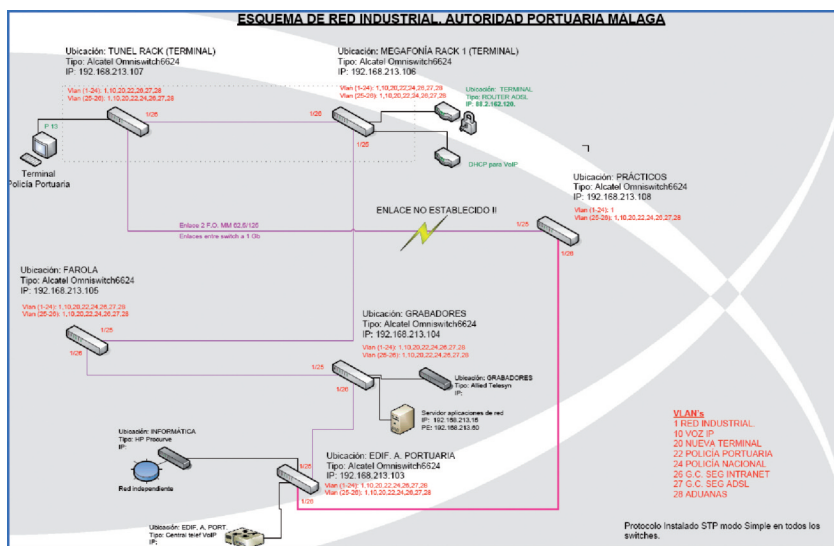 ESQUEMA DE RED INDUSTRIAL. AUTORIDAD PORTUARIA MÁLAGA
Ubicación: TUNEL RACK (TERMINAL)
Tipo: Alcatel Omniswitch6624
IP: 192.168.213.107
Vlan (1-24): 1,10,20,22,26,27,28
Vlan (25-26): 1,10,20,22,24,26,27,28
1/26
1/25
P 13
Terminal
Policía Portuaria
Ubicación: MEGAFONÍA RACK 1 (TERMINAL)
Tipo: Alcatel Omniswitch6624
IP: 192.168.213.106
Vlan (1-24): 1,10,20,22,24,26,27,28
Vlan (25-26): 1,10,20,22,24,26,27,28
1/26
1/25
Ubicación: TERMINAL
Tipo: ROUTER ADSL
DHCP para VoIP
Ubicación: PRÁCTICOS
Tipo: Alcatel Omniswitch6624
IP: 192.168.213.108
Vlan (1-24): 1
Vlan (25-26): 1,10,20,22,24,26,27,28
1/25
1/26
ENLACE NO ESTABLECIDO !!
Enlace 2 F.O. MM 62.5/125
Enlaces entre switch a 1 Gb
Ubicación: FAROLA
Tipo: Alcatel Omniswitch6624
IP: 192.168.213.105
Vlan (1-24): 1,10,20,22,24,26,27,28
Vlan (25-26): 1,10,20,22,24,26,27,28
1/25
1/26
Ubicación: GRABADORES
Tipo: Alcatel Omniswitch6624
IP: 192.168.213.104
Vlan (1-24): 1,10,20,22,24,26,27,28
Vlan (25-26): 1,10,20,22,24,26,27,28
1/25
1/26
Ubicación: GRABADORES
Tipo: Allied Telesyn
IP:
Servidor aplicaciones de red
IP: 192.168.213.15
PE: 192.168.213.60
Ubicación: INFORMÁTICA
Tipo: HP Procurve
IP:
Red independiente
Ubicación: EDIF. A. PORTUARIA
Tipo: Alcatel Omniswitch6624
IP: 192.168.213.103
Vlan (1-24): 1,10,20,22,24,26,27,28
Vlan (25-26): 1,10,20,22,24,26,27,28
1/25
1/26
Ubicación: EDIF. A. PORT.
Tipo: Central telef VoIP
IP:
VLAN's
1 RED INDUSTRIAL.
10 VOZ IP
20 NUEVA TERMINAL
22 POLICÍA PORTUARIA
24 POLICÍA NACIONAL
26 G.C. SEG INTRANET
27 G.C. SEG ADSL
28 ADUANAS
Protocolo Instalado STP modo Simple en todos los
switches.